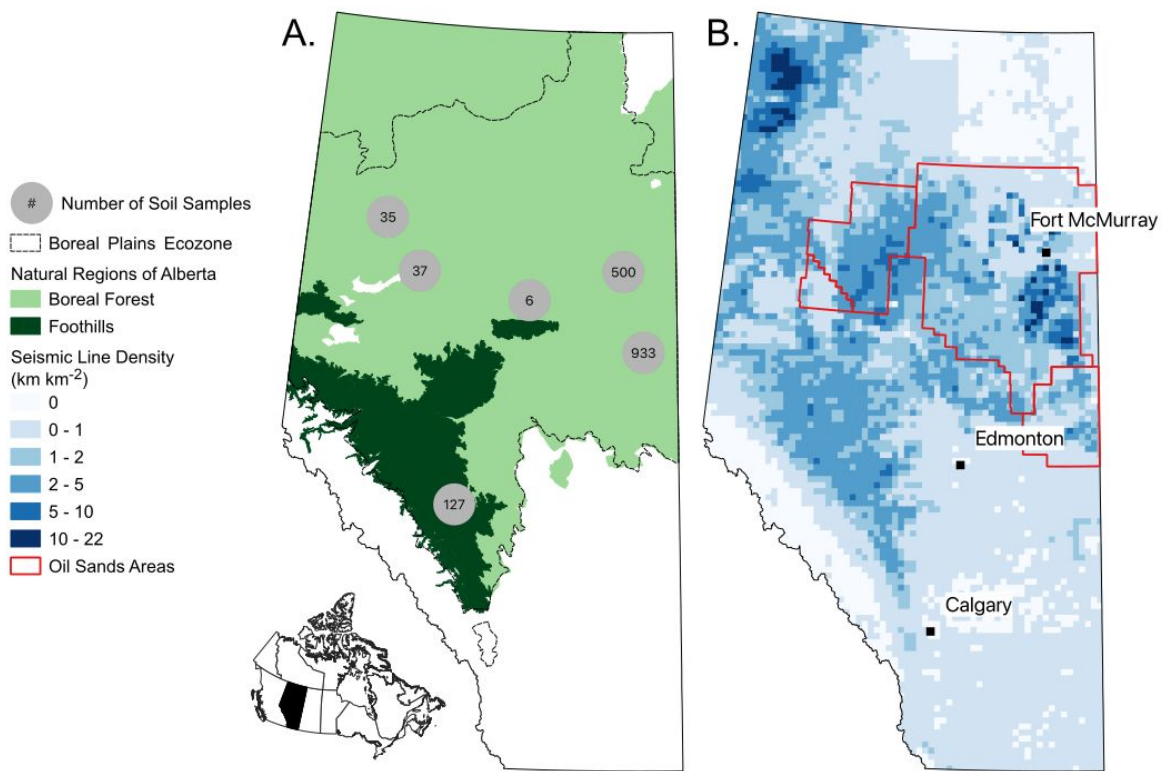 A.
B.
# Number of Soil Samples
Boreal Plains Ecozone
Natural Regions of Alberta
Boreal Forest
Foothills
Seismic Line Density
(km km-2)
0
0 - 1
1 - 2
2 - 5
5 - 10
10 - 22
Oil Sands Areas
35
37
6
500
933
127
Fort McMurray
Edmonton
Calgary